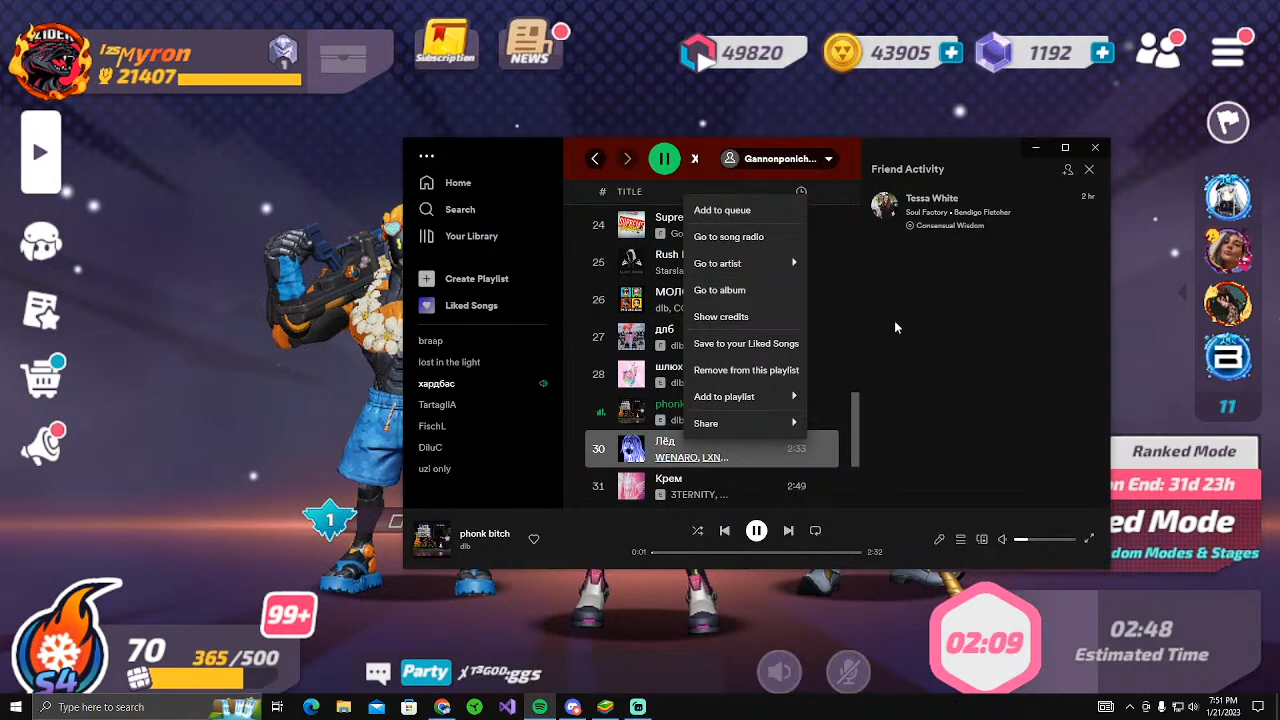 IZSMyron
21407
1
Subscription
NEWS
49820
43905
1192
Gannonponich...
Friend Activity
Home
Search
Your Library
Create Playlist
Liked Songs
braap
lost in the light
хардбас
TartaglIA
FischL
DiluC
uzi only
# TITLE
24
25
Rush
26
27
длб
28
30
Лёд
WENARO, LXN...
2:33
31
Крем
3TERNITY, ...
2:49
Add to queue
Go to song radio
Go to artist
Go to album
Show credits
Save to your Liked Songs
Remove from this playlist
Add to playlist
Share
Tessa White
2 hr
Soul Factory • Bendigo Fletcher
Consensual Wisdom
phonk bitch
dlb
0:01
2:32
11
Ranked Mode
on End: 31d 23h
ed Mode
dom Modes & Stages
1
99+
70
365/500
S4
Party
02:09
02:48
Estimated Time
Type here to search
7:51 PM
1/21/2023